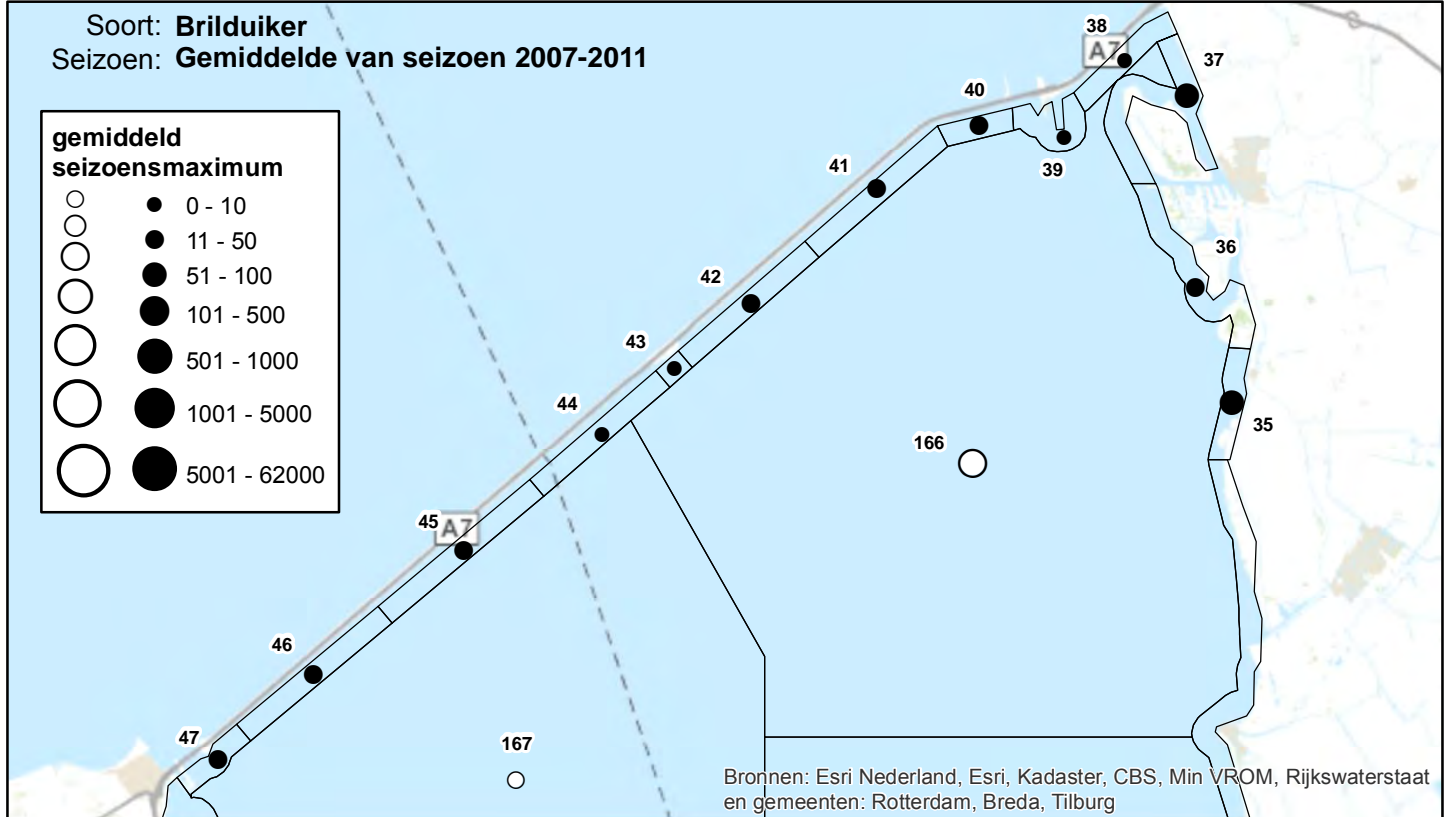 Soort: Brilduiker
Seizoen: Gemiddelde van seizoen 2007-2011
gemiddeld
seizoensmaximum
0 - 10
11 - 50
51 - 100
101 - 500
501 - 1000
1001 - 5000
5001 - 62000
38
A7
37
40
39
41
36
42
43
44
35
166
45
A7
46
47
167
Bronnen: Esri Nederland, Esri, Kadaster, CBS, Min VROM, Rijkswaterstaat
en gemeenten: Rotterdam, Breda, Tilburg